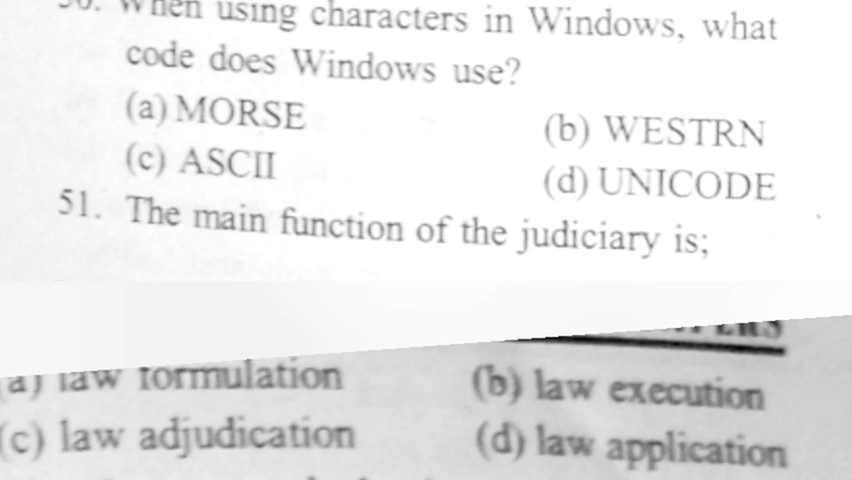 50. When using characters in Windows, what
code does Windows use?
(a) MORSE (b) WESTRN
(c) ASCII (d) UNICODE
51. The main function of the judiciary is;
(a) law formulation (b) law execution
(c) law adjudication (d) law application